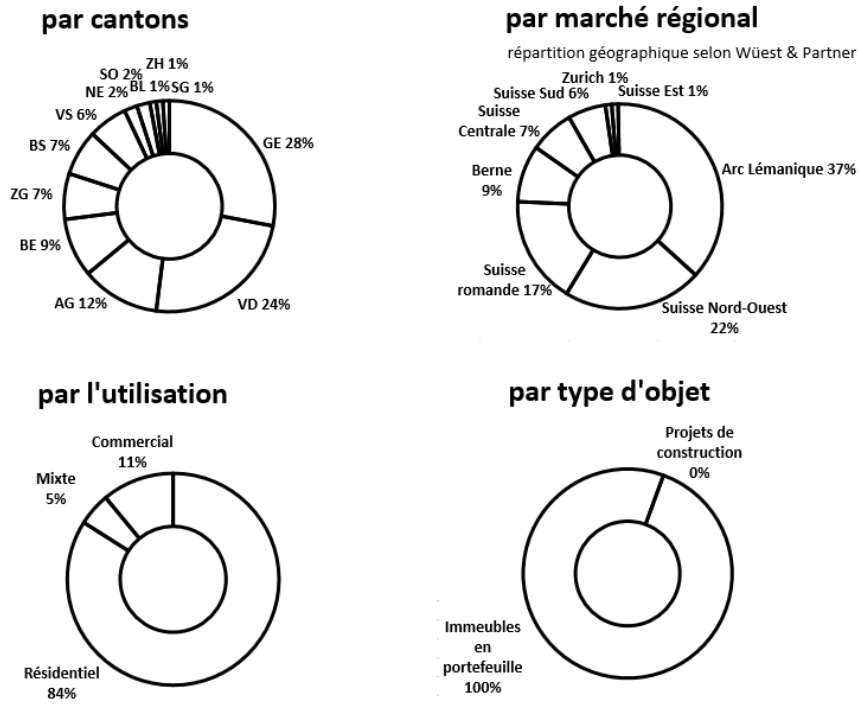 par cantons
ZH 1%
SO 2%
BL 1%
SG 1%
NE 2%
VS 6%
GE 28%
BS 7%
ZG 7%
BE 9%
AG 12%
VD 24%
par marché régional
répartition géographique selon Wüest & Partner
Zurich 1%
Suisse Sud 6%
Suisse Est 1%
Suisse
Centrale 7%
Arc Lémanique 37%
Berne
9%
Suisse
romande 17%
Suisse Nord-Ouest
22%
par l'utilisation
Commercial
11%
Mixte
5%
Résidentiel
84%
par type d'objet
Projets de
construction
0%
Immeubles
en
portefeuille
100%